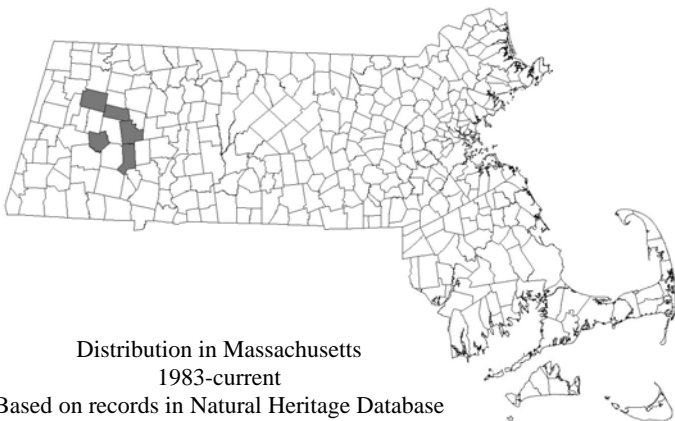 Distribution in Massachusetts
1983-current
Based on records in Natural Heritage Database